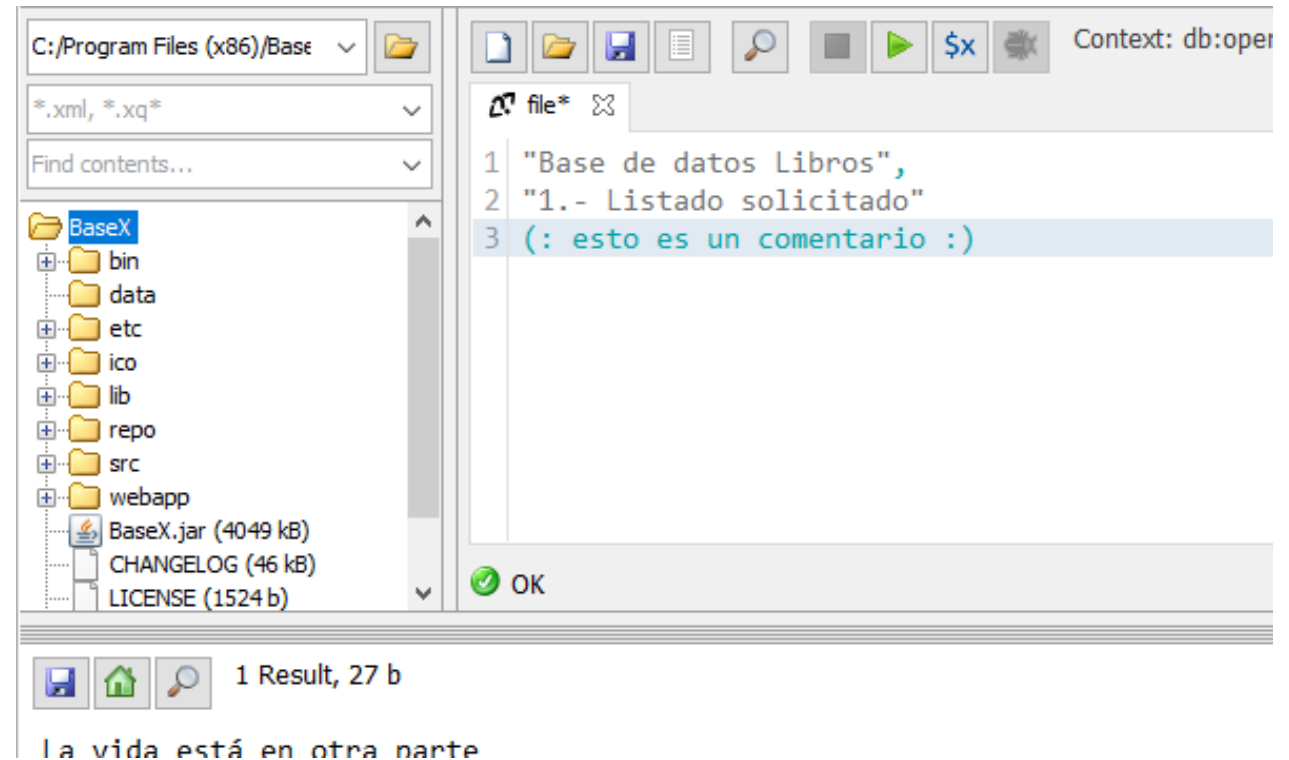 C:/Program Files (x86)/Base
*.xml, *.xq*
Find contents...
BaseX
bin
data
etc
ico
lib
repo
src
webapp
BaseX.jar (4049 kB)
CHANGELOG (46 kB)
LICENSE (1524 b)
$x
Context: db:oper
file*
1 "Base de datos Libros",
2 "1.- Listado solicitado"
3 (: esto es un comentario :)
OK
1 Result, 27 b
La vida está en otra parte